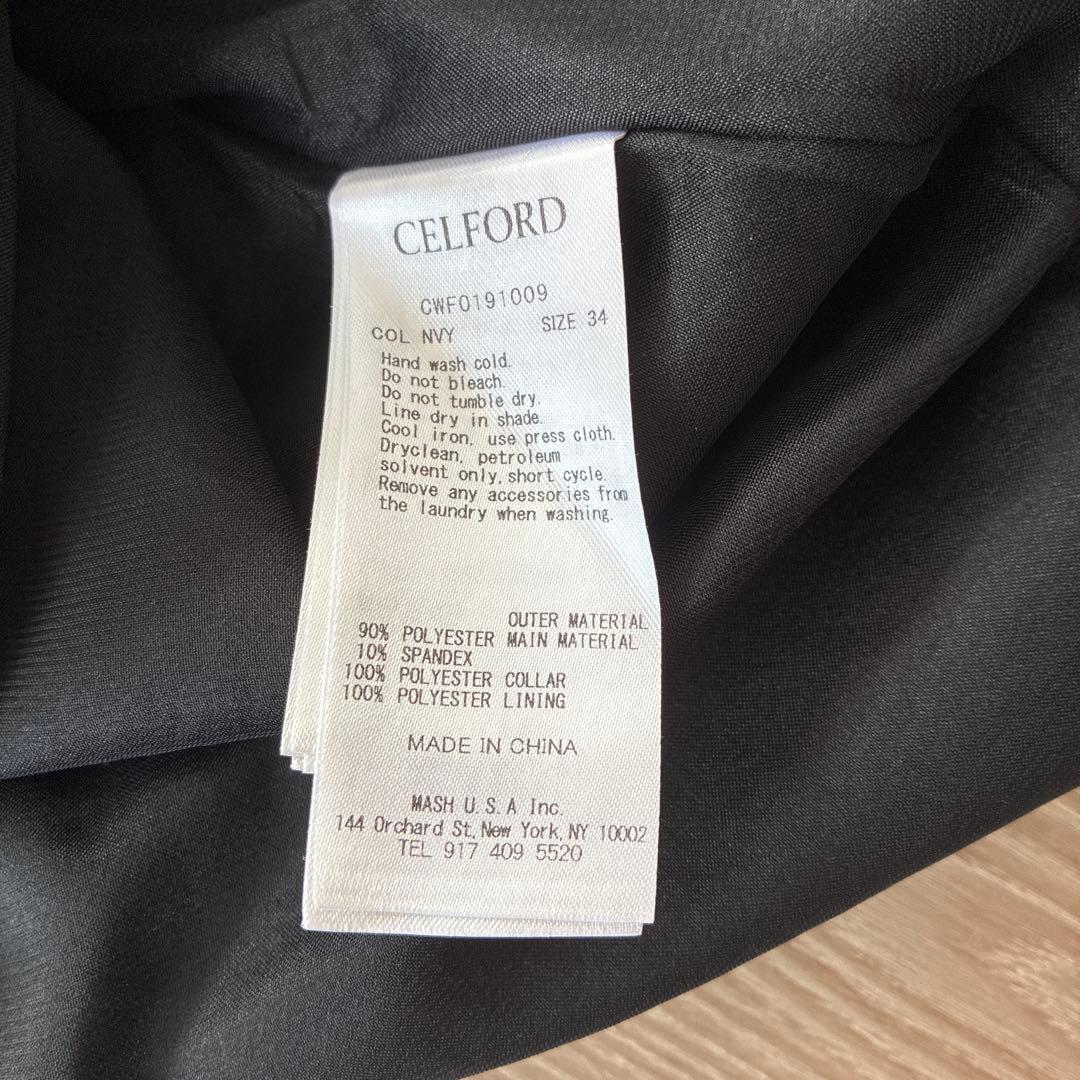 CELFORD
CWF0191009
COL NVY SIZE 34
Hand wash cold.
Do not bleach.
Do not tumble dry.
Line dry in shade.
Cool iron, use press cloth.
Dryclean, petroleum
solvent only, short cycle.
Remove any accessories from
the laundry when washing.
OUTER MATERIAL
90% POLYESTER MAIN MATERIAL
10% SPANDEX
100% POLYESTER COLLAR
100% POLYESTER LINING
MADE IN CHINA
MASH U.S.A Inc.
144 Orchard St, New York, NY 10002
TEL 917 409 5520